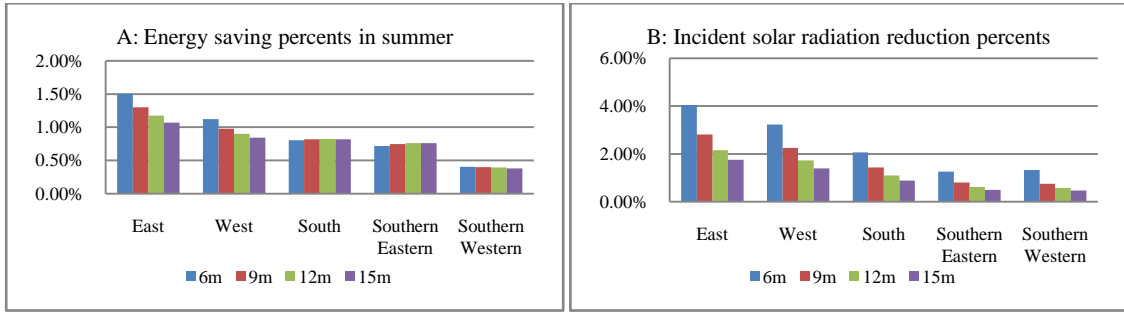 A: Energy saving percents in summer
2.00%
1.50%
1.00%
0.50%
0.00%
East
West
South
Southern
Eastern
Southern
Western
6m
9m
12m
15m
B: Incident solar radiation reduction percents
6.00%
4.00%
2.00%
0.00%
East
West
South
Southern
Eastern
Southern
Western
6m
9m
12m
15m